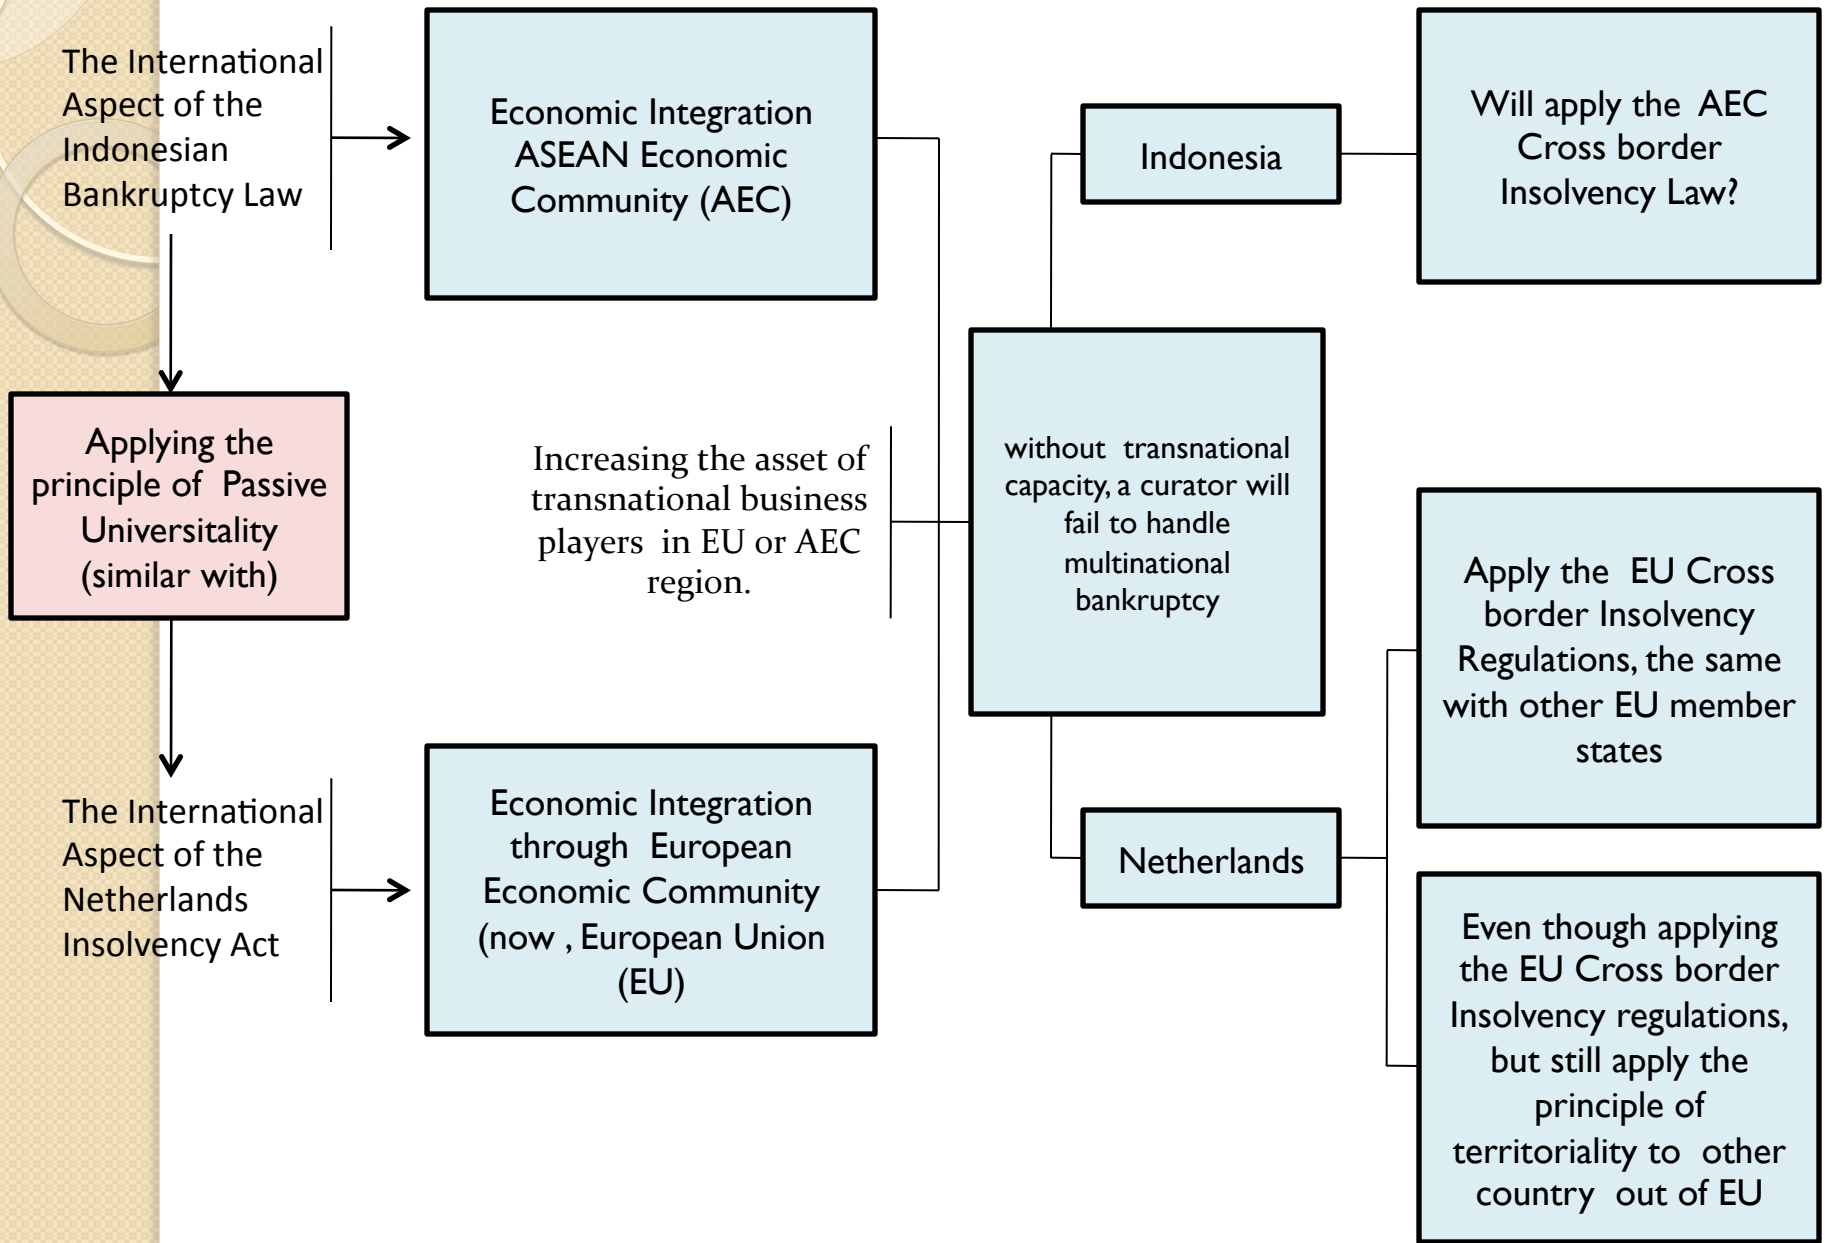 The International
Aspect of the
Indonesian
Bankruptcy Law
Economic Integration
ASEAN Economic
Community (AEC)
Indonesia
Will apply the AEC
Cross border
Insolvency Law?
Applying the
principle of Passive
Universitality
(similar with)
Increasing the asset of
transnational business
players in EU or AEC
region.
without transnational
capacity, a curator will
fail to handle
multinational
bankruptcy
Apply the EU Cross
border Insolvency
Regulations, the same
with other EU member
states
The International
Aspect of the
Netherlands
Insolvency Act
Economic Integration
through European
Economic Community
(now , European Union
(EU)
Netherlands
Even though applying
the EU Cross border
Insolvency regulations,
but still apply the
principle of
territoriality to other
country out of EU